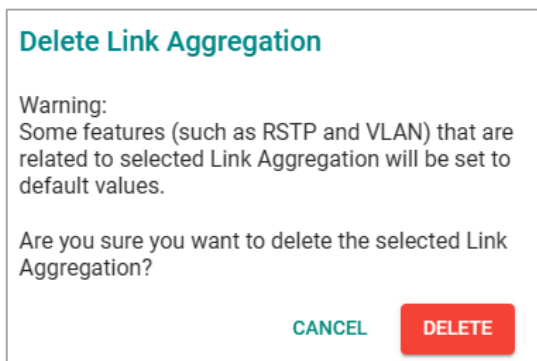 Delete Link Aggregation
Warning:
Some features (such as RSTP and VLAN) that are
related to selected Link Aggregation will be set to
default values.
Are you sure you want to delete the selected Link
Aggregation?
CANCEL DELETE